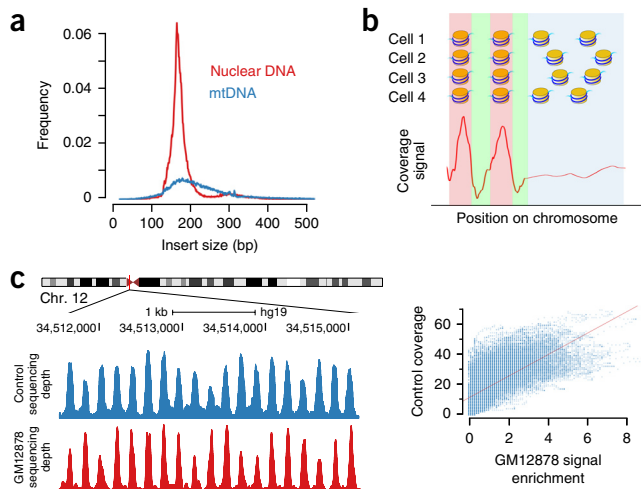 a
Nuclear DNA
mtDNA
Frequency
0.06
0.04
0.02
0
0 100 200 300 400 500
Insert size (bp)
b
Cell 1
Cell 2
Cell 3
Cell 4
Coverage
signal
Position on chromosome
c
Chr. 12
1 kb hg19
34,512,000 34,513,000 34,514,000 34,515,000
Control
sequencing
depth
GM12878
sequencing
depth
Control coverage
60
40
20
0
0 2 4 6 8
GM12878 signal
enrichment